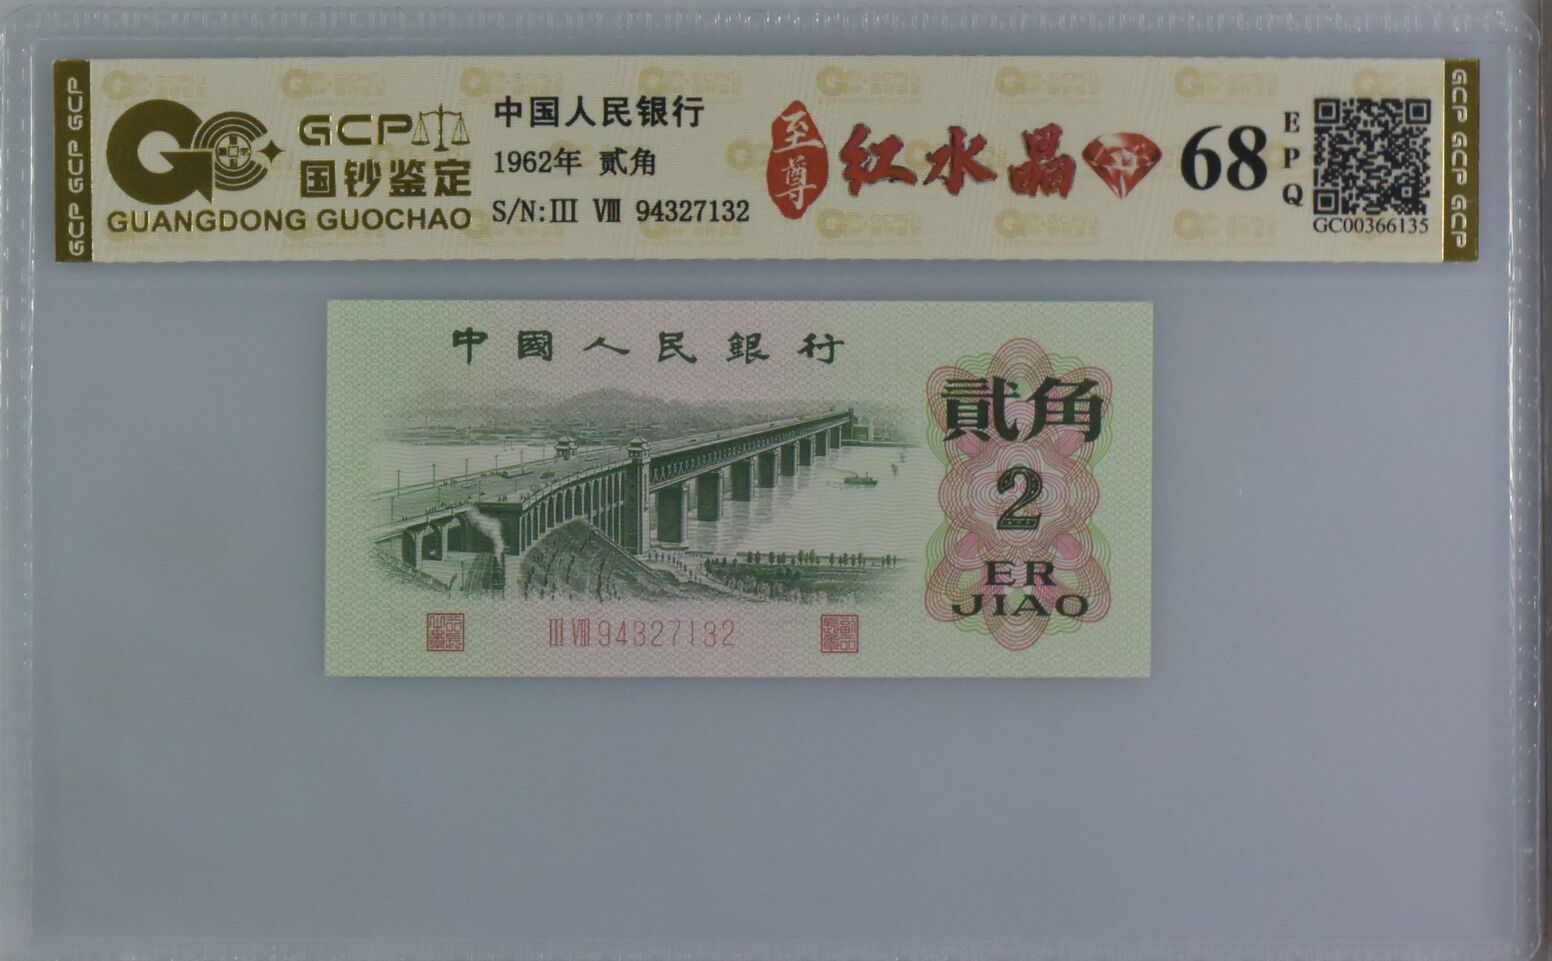 GCP GCP GCP
GCP
国钞鉴定
GUANGDONG GUOCHAO
中国人民银行
1962年 贰角
S/N:III VIII 94327132
至尊
红水晶
68
EPQ
GC00366135
GCP GCP GCP
中國人民銀行
貳角
2
ER
JIAO
III VIII 94327132